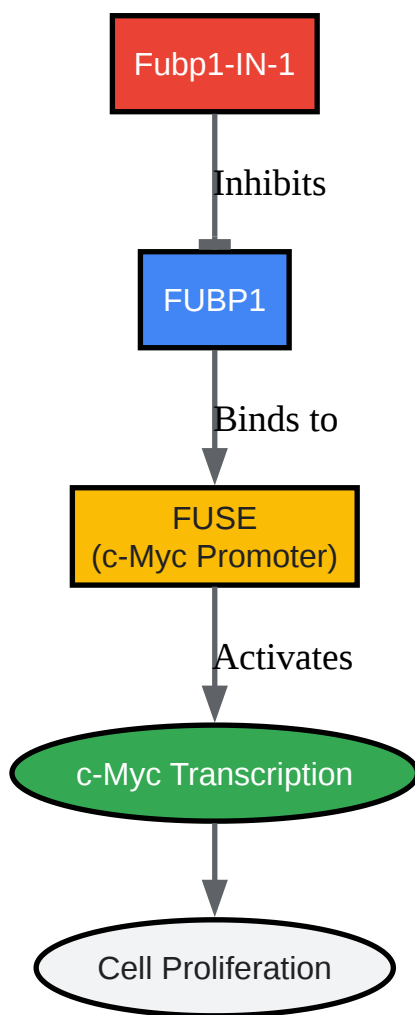 Fubp1-IN-1
Inhibits
FUBP1
Binds to
FUSE
(c-Myc Promoter)
Activates
c-Myc Transcription
Cell Proliferation